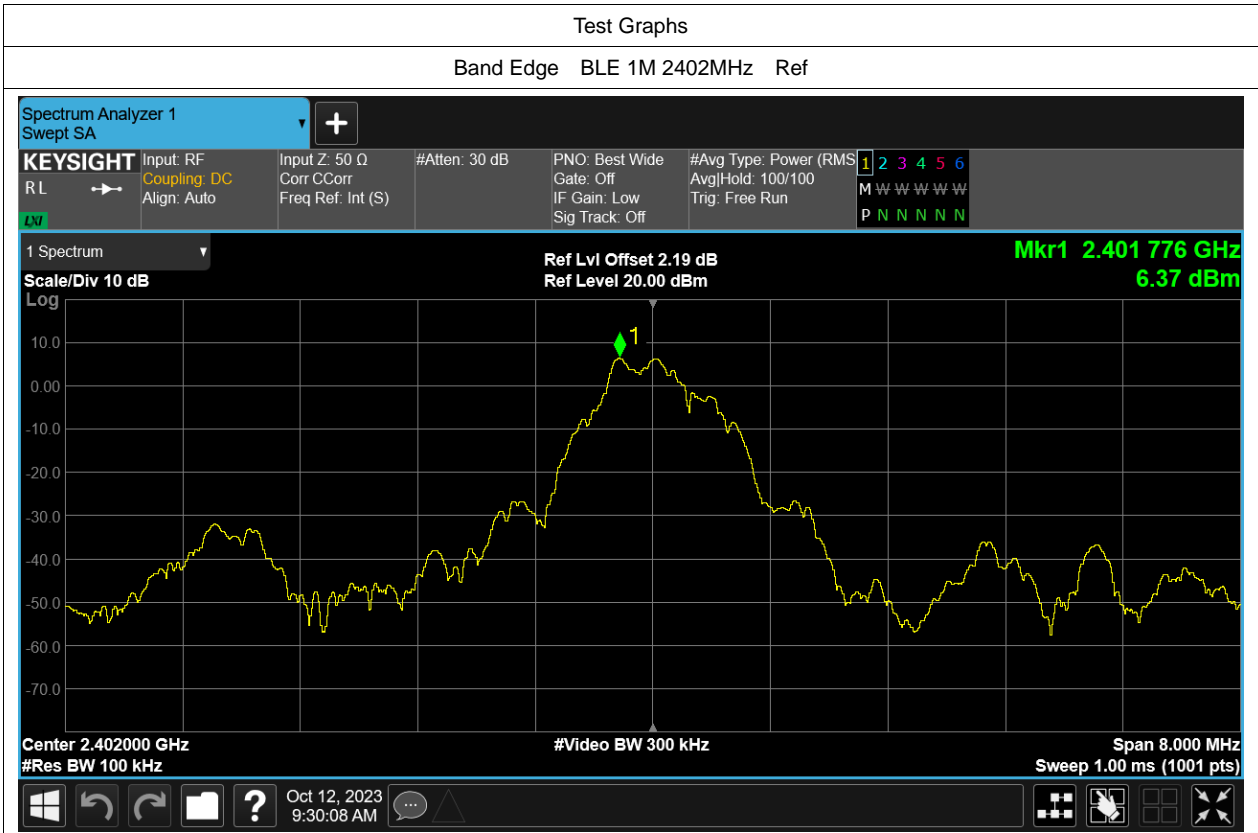 Test Graphs
Band Edge BLE 1M 2402MHz Ref
Spectrum Analyzer 1
Swept SA
KEYSIGHT
RL
LXI
Input: RF
Coupling: DC
Align: Auto
Input Z: 50 Ω
Corr CCorr
Freq Ref: Int (S)
#Atten: 30 dB
PNO: Best Wide
Gate: Off
IF Gain: Low
Sig Track: Off
#Avg Type: Power (RMS
Avg|Hold: 100/100
Trig: Free Run
1 2 3 4 5 6
M W W W W W
P N N N N N
1 Spectrum
Scale/Div 10 dB
Log
Ref Lvl Offset 2.19 dB
Ref Level 20.00 dBm
Mkr1 2.401 776 GHz
6.37 dBm
1
10.0
0.00
-10.0
-20.0
-30.0
-40.0
-50.0
-60.0
-70.0
Center 2.402000 GHz
#Res BW 100 kHz
#Video BW 300 kHz
Span 8.000 MHz
Sweep 1.00 ms (1001 pts)
?
Oct 12, 2023
9:30:08 AM